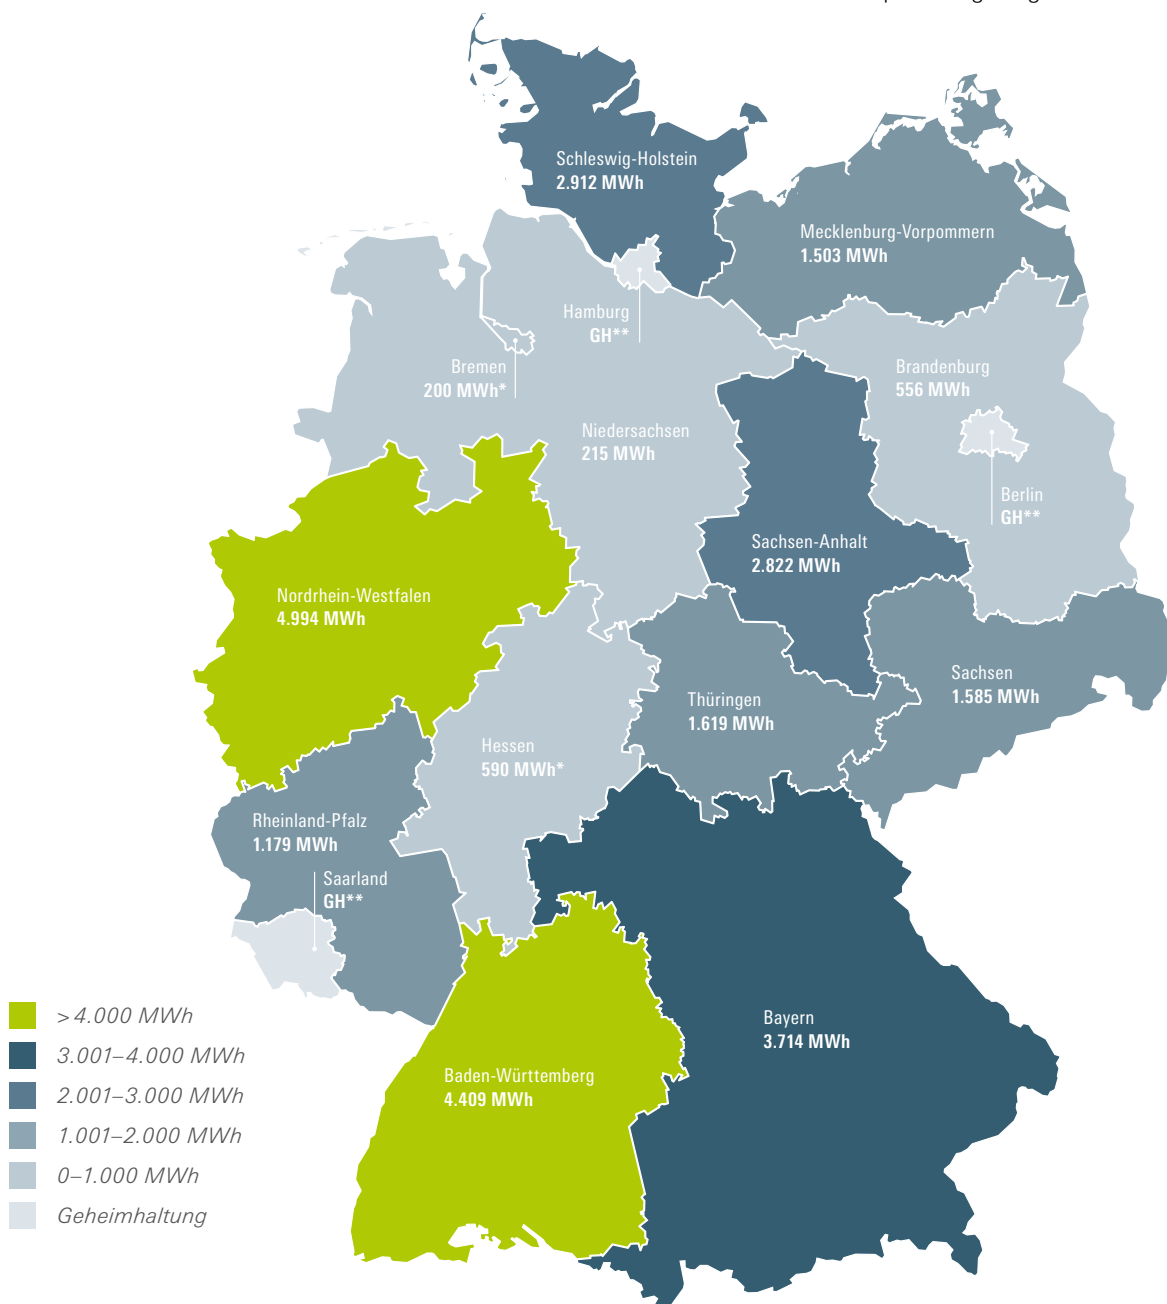 Schleswig-Holstein
2.912 MWh
Mecklenburg-Vorpommern
1.503 MWh
Hamburg
GH**
Bremen
200 MWh*
Brandenburg
556 MWh
Niedersachsen
215 MWh
Berlin
GH**
Sachsen-Anhalt
2.822 MWh
Nordrhein-Westfalen
4.994 MWh
Sachsen
1.585 MWh
Thüringen
1.619 MWh
Hessen
590 MWh*
Rheinland-Pfalz
1.179 MWh
Saarland
GH**
Bayern
3.714 MWh
Baden-Württemberg
4.409 MWh
> 4.000 MWh
3.001–4.000 MWh
2.001–3.000 MWh
1.001–2.000 MWh
0–1.000 MWh
Geheimhaltung